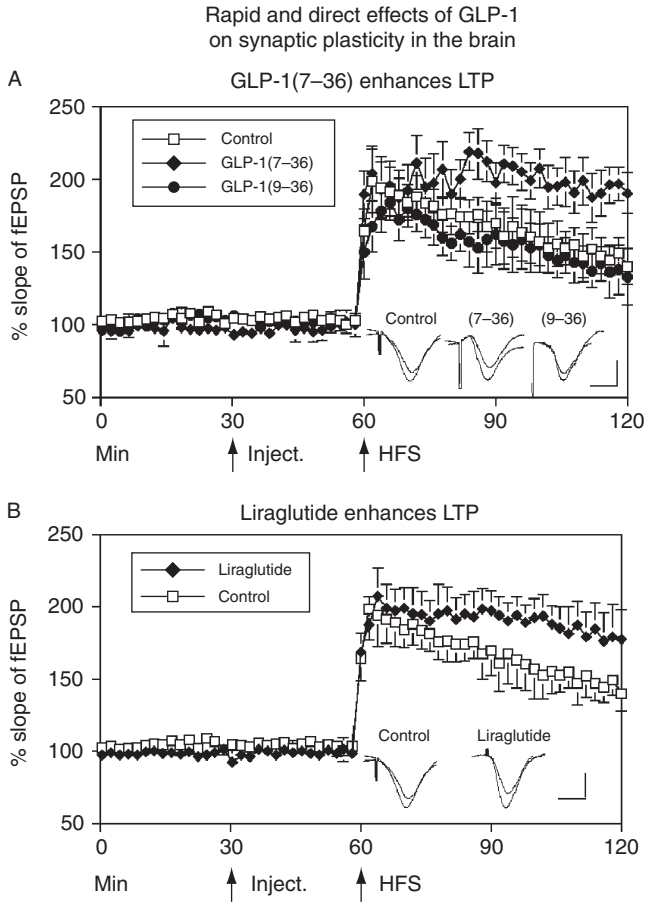 Rapid and direct effects of GLP-1
on synaptic plasticity in the brain
A
GLP-1(7–36) enhances LTP
250
200
150
100
50
% slope of fEPSP
Control
GLP-1(7–36)
GLP-1(9–36)
Control
(7–36)
(9–36)
0
30
60
90
120
Min
Inject.
HFS
B
Liraglutide enhances LTP
250
200
150
100
50
% slope of fEPSP
Liraglutide
Control
Control
Liraglutide
0
30
60
90
120
Min
Inject.
HFS